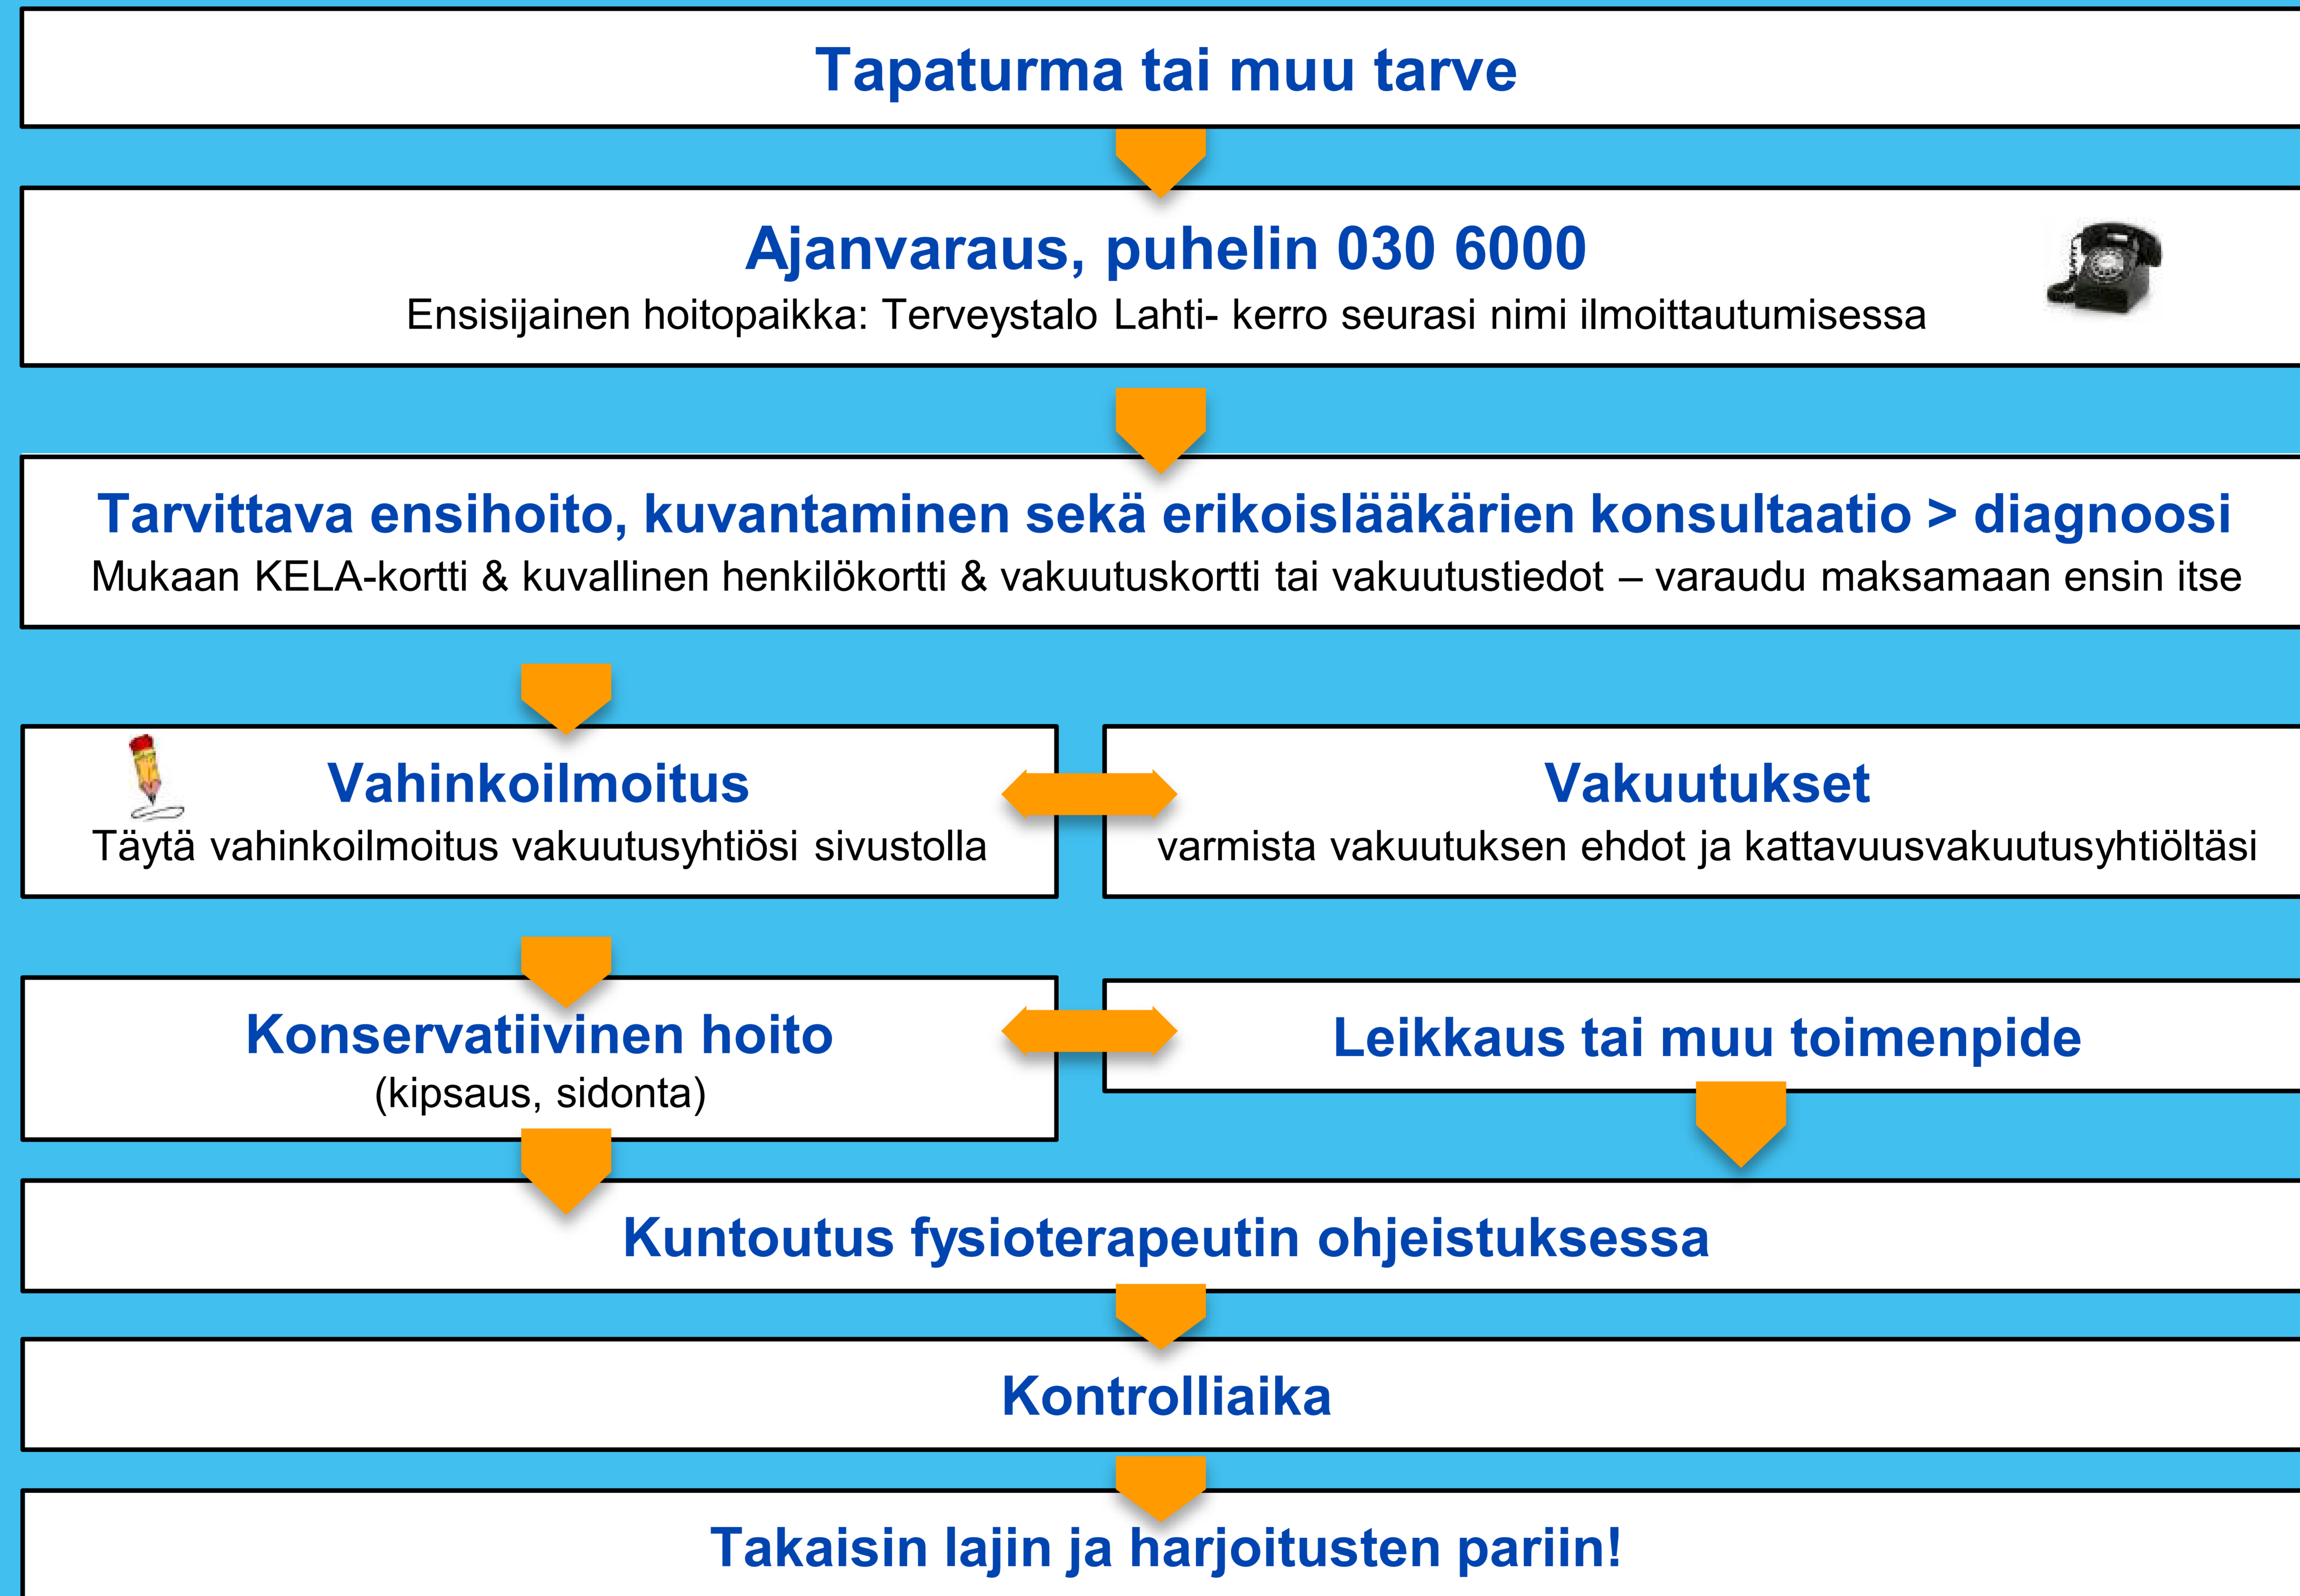 Tapaturma tai muu tarve
Ajanvaraus, puhelin 030 6000
Ensisijainen hoitopaikka: Terveystalo Lahti- kerro seurasi nimi ilmoittautumisessa
Tarvittava ensihoito, kuvantaminen sekä erikoislääkärien konsultaatio > diagnoosi
Mukaan KELA-kortti & kuvallinen henkilökortti & vakuutuskortti tai vakuutustiedot – varaudu maksamaan ensin itse
Vahinkoilmoitus
Täytä vahinkoilmoitus vakuutusyhtiösi sivustolla
Vakuutukset
varmista vakuutuksen ehdot ja kattavuusvakuutusyhtiöltäsi
Konservatiivinen hoito
(kipsaus, sidonta)
Leikkaus tai muu toimenpide
Kuntoutus fysioterapeutin ohjeistuksessa
Kontrolliaika
Takaisin lajin ja harjoitusten pariin!